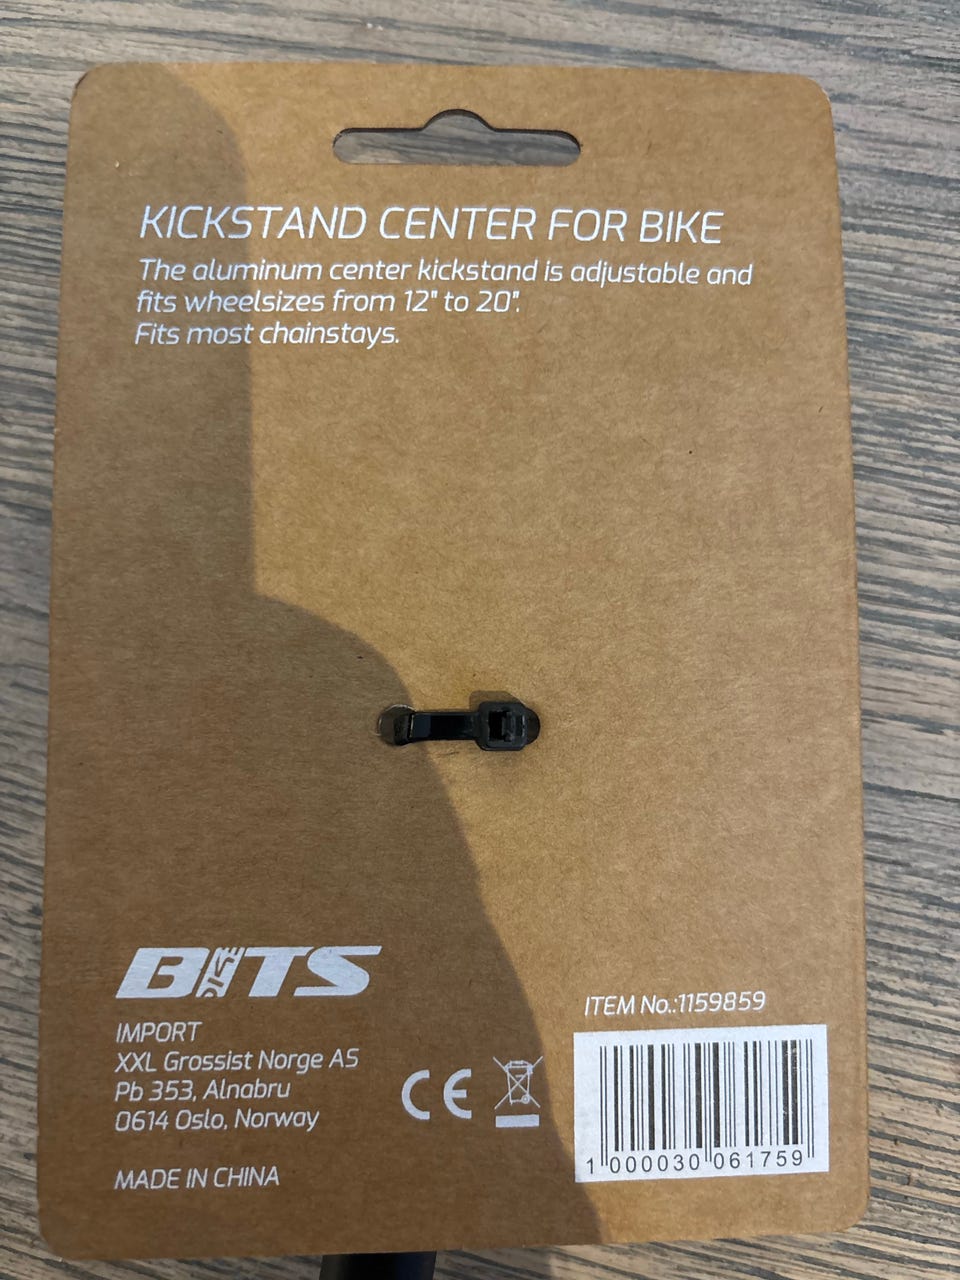 KICKSTAND CENTER FOR BIKE
The aluminum center kickstand is adjustable and
fits wheelsizes from 12" to 20".
Fits most chainstays.
BITS
IMPORT
XXL Grossist Norge AS
Pb 353, Alnabru
0614 Oslo, Norway
MADE IN CHINA
CE
ITEM No.:1159859
1 000030 061759